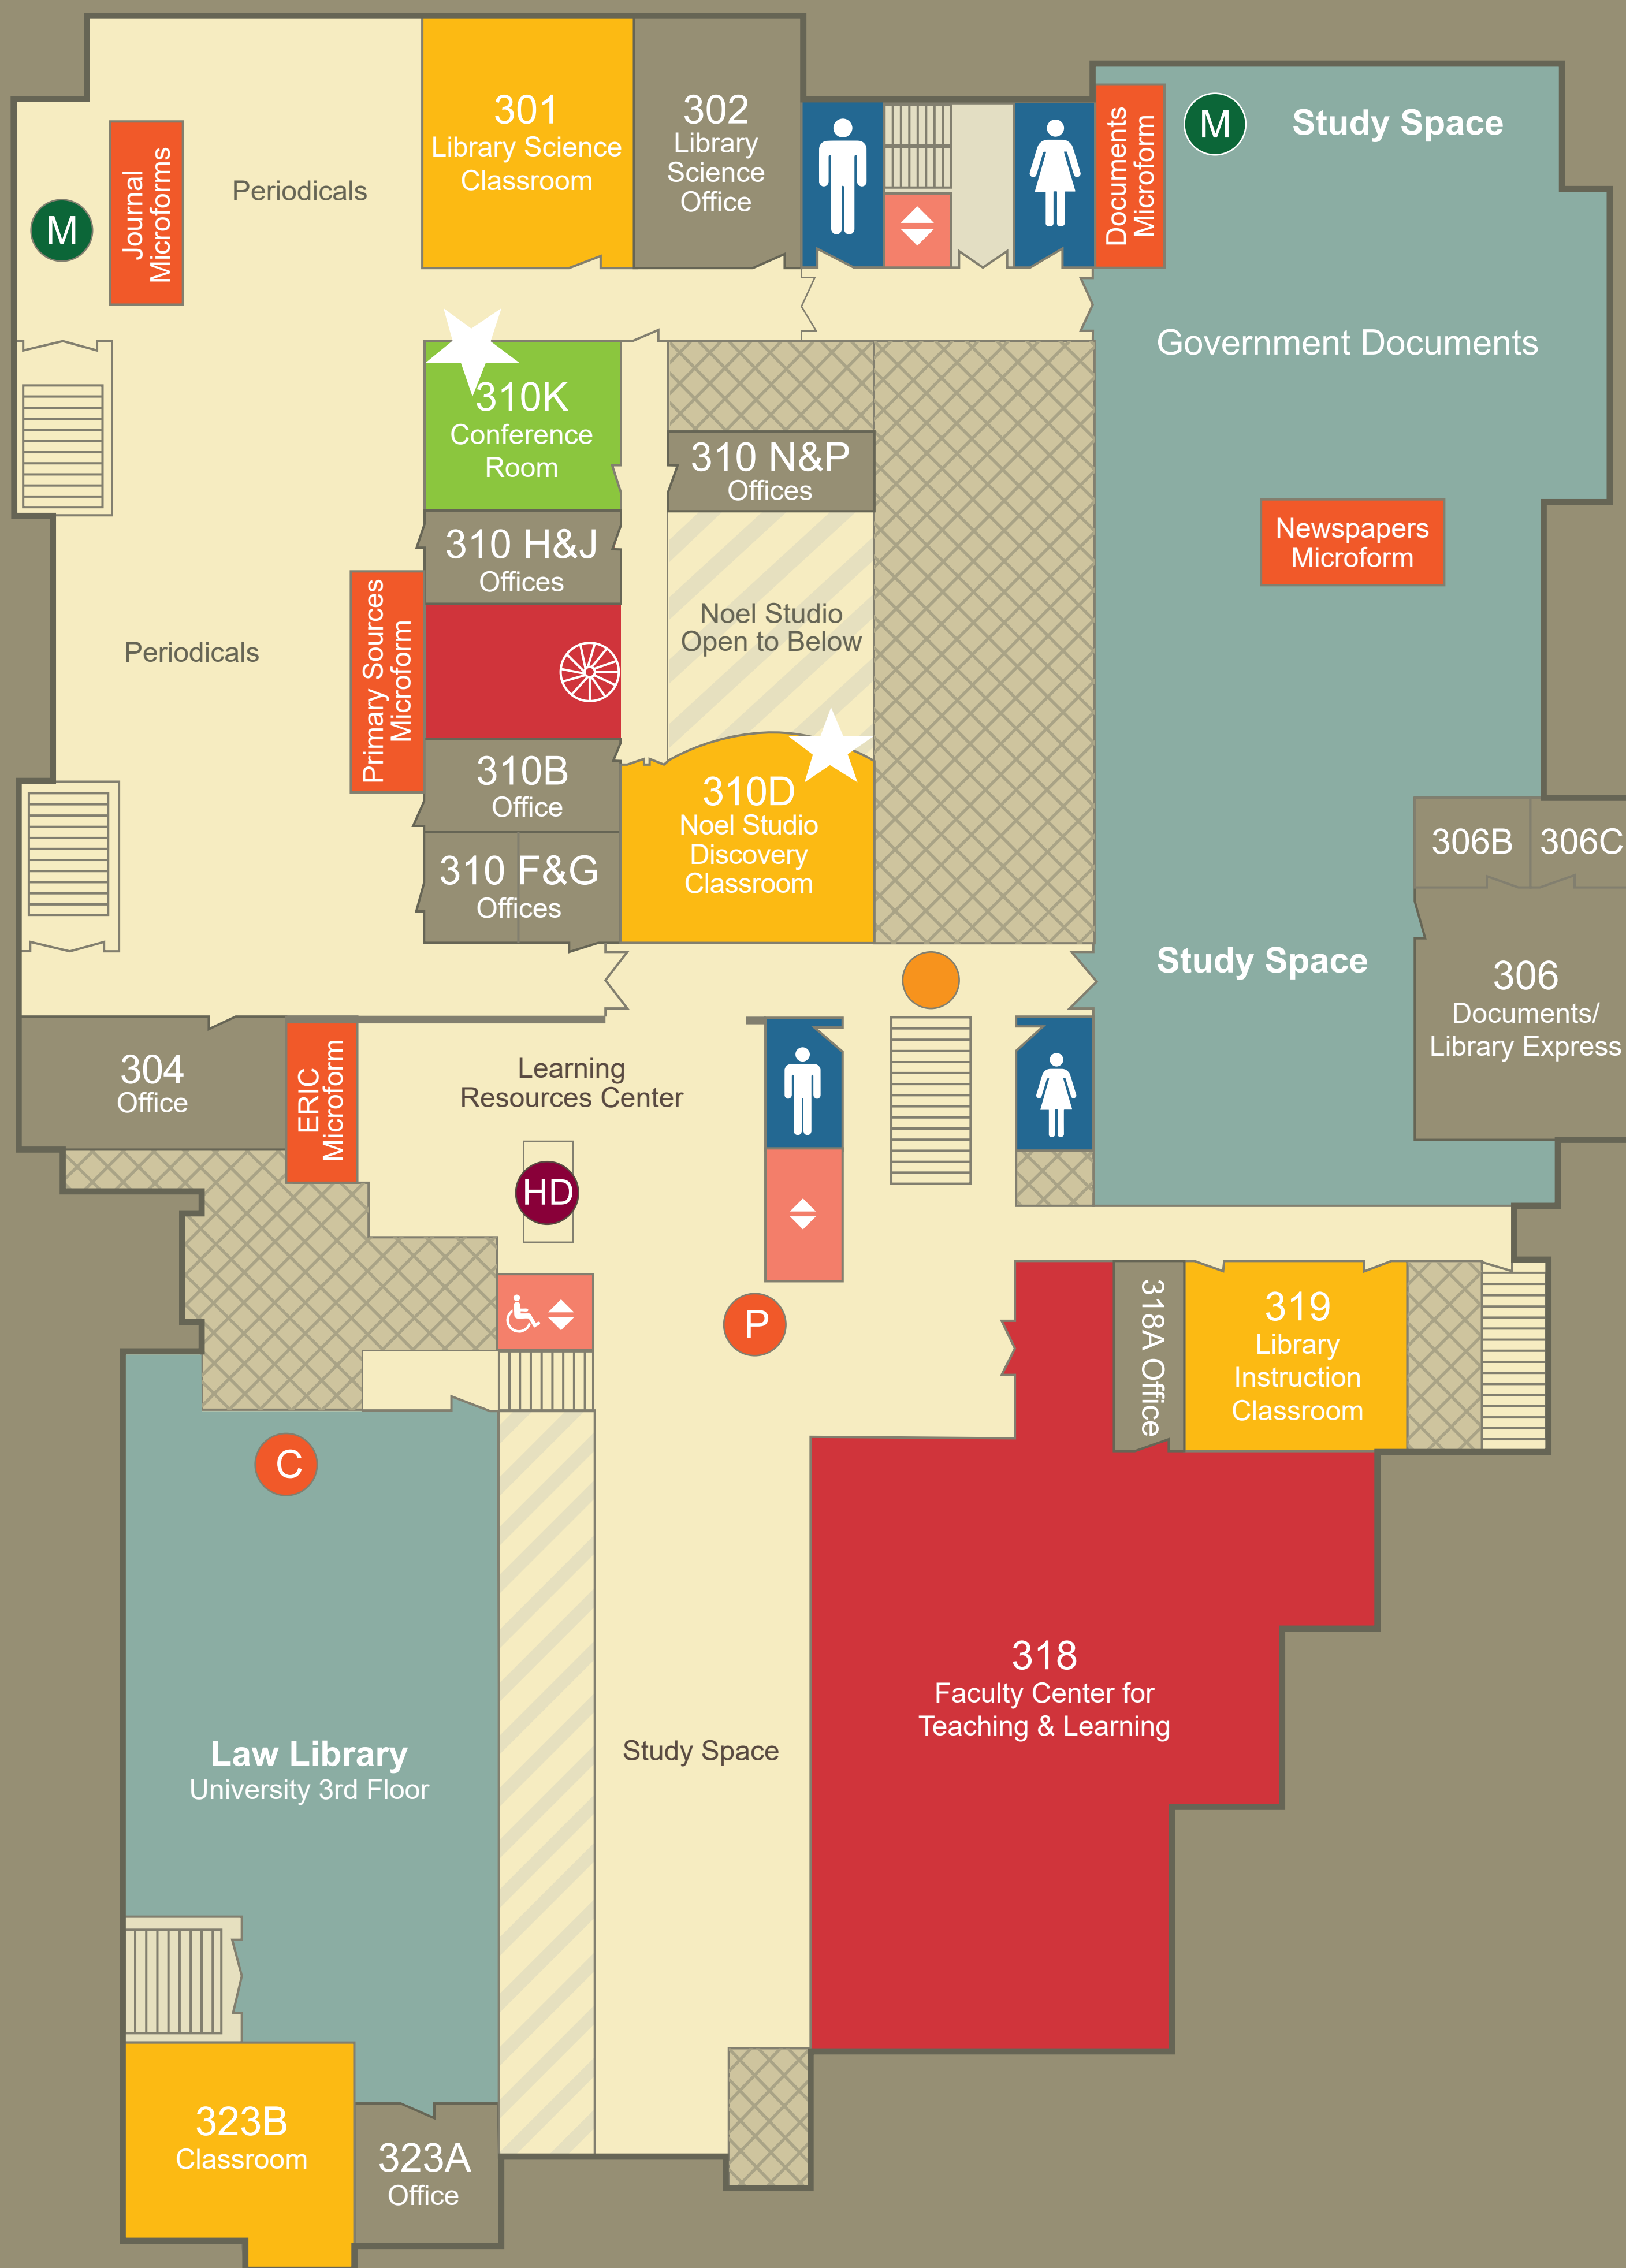 301
Library Science
Classroom
302
Library
Science
Office
Documents
Microform
M
Study Space
Journal
Microforms
Periodicals
M
Government Documents
310K
Conference
Room
310 N&P
Offices
310 H&J
Offices
Newspapers
Microform
Primary Sources
Microform
Noel Studio
Open to Below
Periodicals
310B
Office
310D
Noel Studio
Discovery
Classroom
310 F&G
Offices
306B
306C
Study Space
306
Documents/
Library Express
304
Office
ERIC
Microform
Learning
Resources Center
HD
P
318A Office
319
Library
Instruction
Classroom
C
318
Faculty Center for
Teaching & Learning
Law Library
University 3rd Floor
Study Space
323B
Classroom
323A
Office